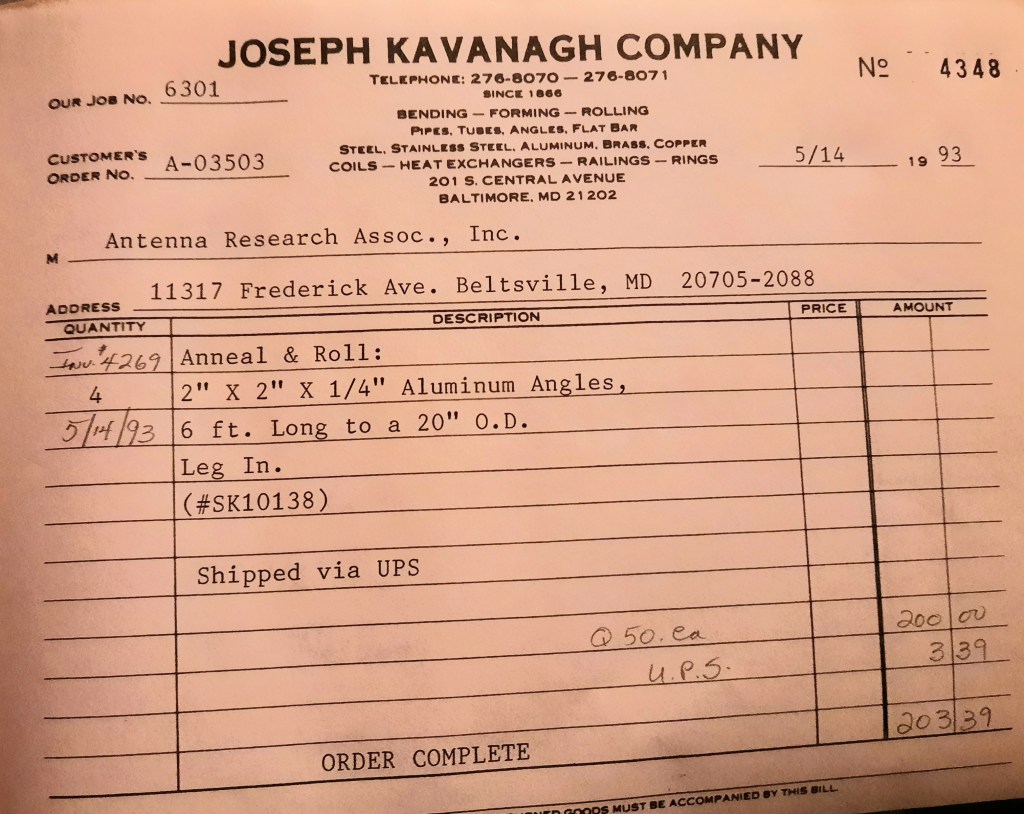 JOSEPH KAVANAGH COMPANY
TELEPHONE: 276-8070 — 276-8071
SINCE 1866
BENDING — FORMING — ROLLING
PIPES, TUBES, ANGLES, FLAT BAR
STEEL, STAINLESS STEEL, ALUMINUM, BRASS, COPPER
COILS — HEAT EXCHANGERS — RAILINGS — RINGS
201 S. CENTRAL AVENUE
BALTIMORE, MD 21202
Nº 4348
OUR JOB NO. 6301
CUSTOMER'S ORDER NO. A-03503
5/14 19 93
M Antenna Research Assoc., Inc.
ADDRESS 11317 Frederick Ave. Beltsville, MD 20705-2088
QUANTITY DESCRIPTION PRICE AMOUNT
Inv. #4269 Anneal & Roll:
4 2" X 2" X 1/4" Aluminum Angles,
5/14/93 6 ft. Long to a 20" O.D.
Leg In.
(#SK10138)
Shipped via UPS
@ 50. ea 200 00
U.P.S. 3 39
203 39
ORDER COMPLETE
GOODS MUST BE ACCOMPANIED BY THIS BILL